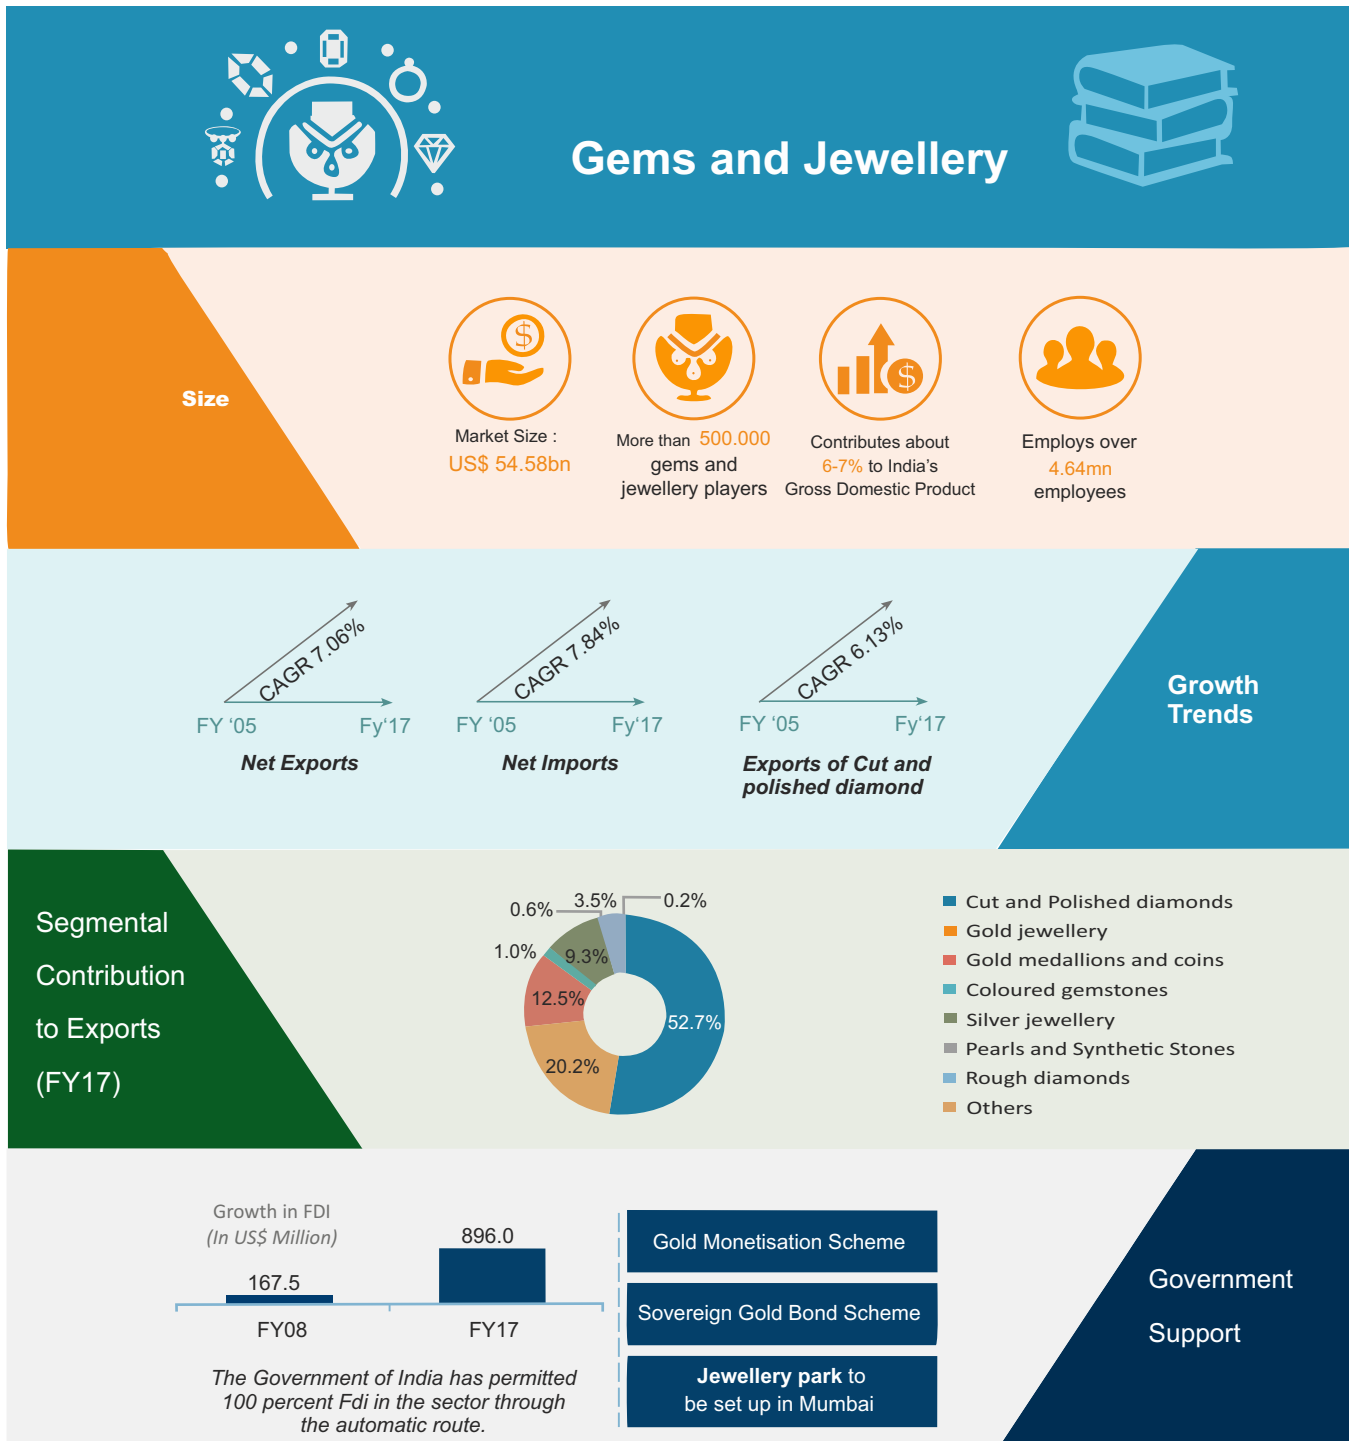 Gems and Jewellery
Size
Market Size :
US$ 54.58bn
More than 500.000
gems and
jewellery players
Contributes about
6-7% to India's
Gross Domestic Product
Employs over
4.64mn
employees
CAGR 7.06%
FY ‘05 Fy‘17
Net Exports
CAGR 7.84%
FY ‘05 Fy‘17
Net Imports
CAGR 6.13%
FY ‘05 Fy‘17
Exports of Cut and
polished diamond
Growth
Trends
Segmental
Contribution
to Exports
(FY17)
0.6% 3.5% 0.2%
1.0% 9.3%
12.5%
52.7%
20.2%
Cut and Polished diamonds
Gold jewellery
Gold medallions and coins
Coloured gemstones
Silver jewellery
Pearls and Synthetic Stones
Rough diamonds
Others
Growth in FDI
(In US$ Million)
167.5
896.0
FY08 FY17
The Government of India has permitted
100 percent Fdi in the sector through
the automatic route.
Gold Monetisation Scheme
Sovereign Gold Bond Scheme
Jewellery park to
be set up in Mumbai
Government
Support